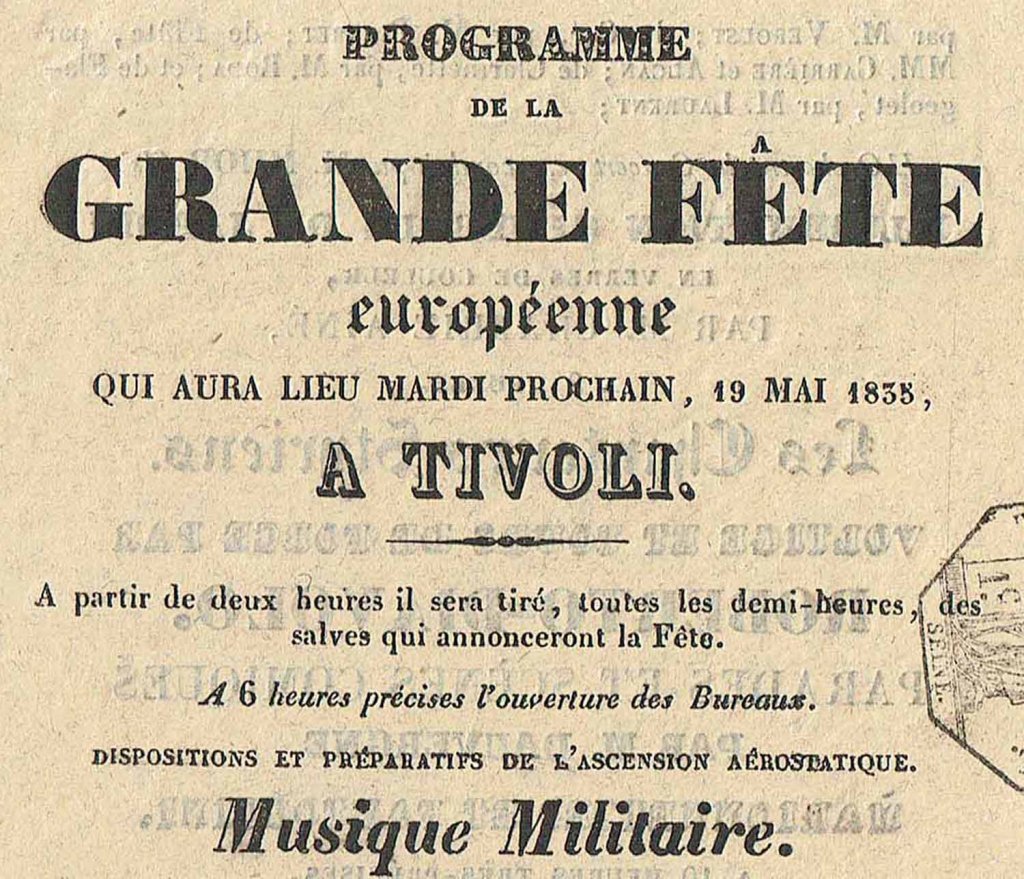 PROGRAMME
DE LA
GRANDE FÊTE
européenne
QUI AURA LIEU MARDI PROCHAIN, 19 MAI 1835,
A TIVOLI.
A partir de deux heures il sera tiré, toutes les demi-heures, des
salves qui annonceront la Fête.
A 6 heures précises l'ouverture des Bureaux.
DISPOSITIONS ET PRÉPARATIFS DE L'ASCENSION AÉROSTATIQUE.
Musique Militaire.
SEINE.